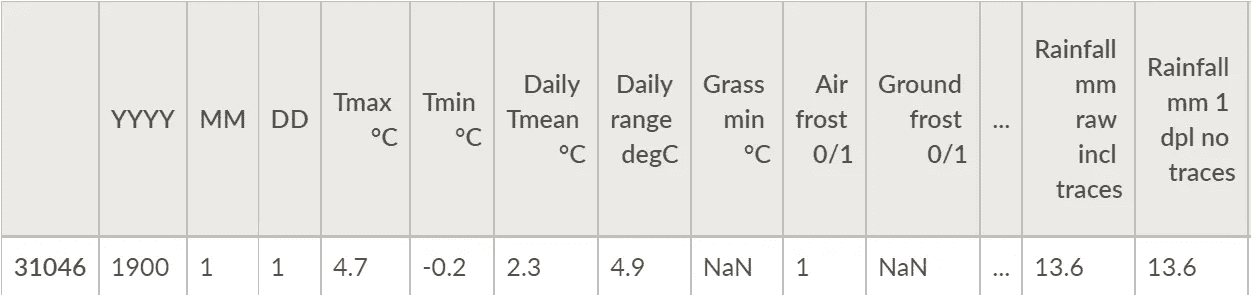 YYYY MM DD Tmax °C Tmin °C Daily Tmean °C Daily range degC Grass min °C Air frost 0/1 Ground frost 0/1 ... Rainfall mm raw incl traces Rainfall mm 1 dpl no traces
31046 1900 1 1 4.7 -0.2 2.3 4.9 NaN 1 NaN ... 13.6 13.6